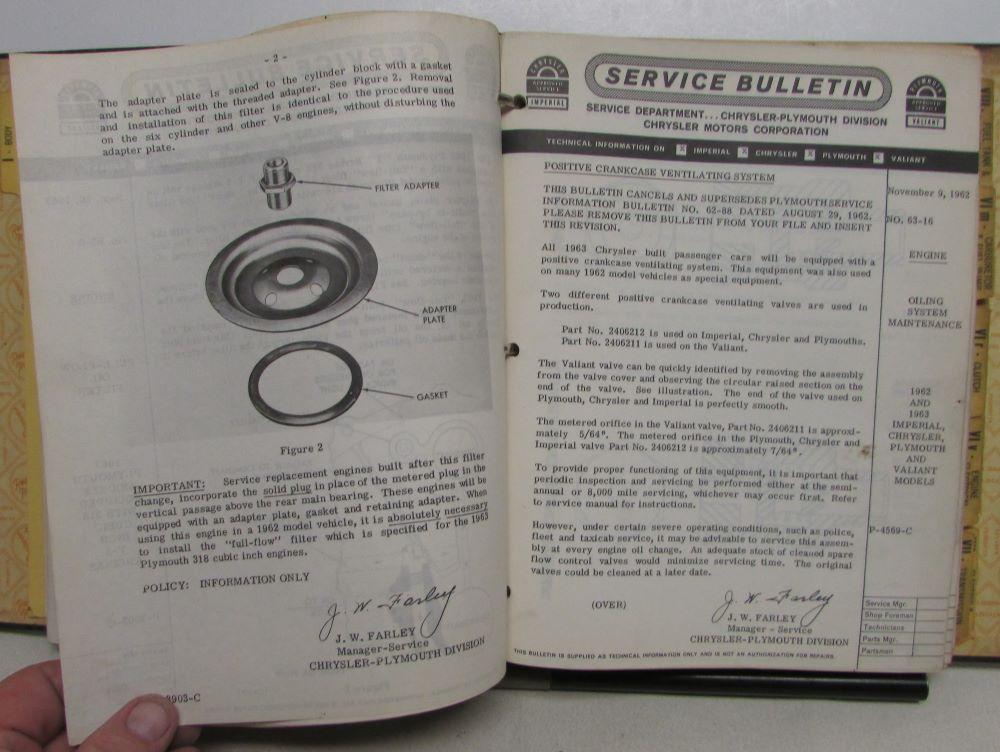 - 2 -
The adapter plate is sealed to the cylinder block with a gasket
and is attached with the threaded adapter. See Figure 2. Removal
and installation of this filter is identical to the procedure used
on the six cylinder and other V-8 engines, without disturbing the
adapter plate.
FILTER ADAPTER
ADAPTER
PLATE
GASKET
Figure 2
IMPORTANT: Service replacement engines built after this filter
change, incorporate the solid plug in place of the metered plug in the
vertical passage above the rear main bearing. These engines will be
equipped with an adapter plate, gasket and retaining adapter. When
using this engine in a 1962 model vehicle, it is absolutely necessary
to install the "full-flow" filter which is specified for the 1963
Plymouth 318 cubic inch engines.
POLICY: INFORMATION ONLY
J. W. Farley
J. W. FARLEY
Manager-Service
CHRYSLER-PLYMOUTH DIVISION
3903-C
CHRYSLER
APPROVED
SERVICE
IMPERIAL
SERVICE BULLETIN
SERVICE DEPARTMENT... CHRYSLER-PLYMOUTH DIVISION
CHRYSLER MOTORS CORPORATION
PLYMOUTH
APPROVED
SERVICE
VALIANT
TECHNICAL INFORMATION ON X IMPERIAL X CHRYSLER X PLYMOUTH X VALIANT
POSITIVE CRANKCASE VENTILATING SYSTEM
THIS BULLETIN CANCELS AND SUPERSEDES PLYMOUTH SERVICE
INFORMATION BULLETIN NO. 62-88 DATED AUGUST 29, 1962.
PLEASE REMOVE THIS BULLETIN FROM YOUR FILE AND INSERT
THIS REVISION.
All 1963 Chrysler built passenger cars will be equipped with a
positive crankcase ventilating system. This equipment was also used
on many 1962 model vehicles as special equipment.
Two different positive crankcase ventilating valves are used in
production.
Part No. 2406212 is used on Imperial, Chrysler and Plymouths.
Part No. 2406211 is used on the Valiant.
The Valiant valve can be quickly identified by removing the assembly
from the valve cover and observing the circular raised section on the
end of the valve. See illustration. The end of the valve used on
Plymouth, Chrysler and Imperial is perfectly smooth.
The metered orifice in the Valiant valve, Part No. 2406211 is approxi-
mately 5/64". The metered orifice in the Plymouth, Chrysler and
Imperial valve Part No. 2406212 is approximately 7/64".
To provide proper functioning of this equipment, it is important that
periodic inspection and servicing be performed either at the semi-
annual or 8,000 mile servicing, whichever may occur first. Refer
to service manual for instructions.
However, under certain severe operating conditions, such as police,
fleet and taxicab service, it may be advisable to service this assem-
bly at every engine oil change. An adequate stock of cleaned spare
flow control valves would minimize servicing time. The original
valves could be cleaned at a later date.
(OVER)
J. W. Farley
J. W. FARLEY
Manager - Service
CHRYSLER-PLYMOUTH DIVISION
THIS BULLETIN IS SUPPLIED AS TECHNICAL INFORMATION ONLY AND IS NOT AN AUTHORIZATION FOR REPAIRS.
November 9, 1962
NO. 63-16
ENGINE
OILING
SYSTEM
MAINTENANCE
1962
AND
1963
IMPERIAL,
CHRYSLER,
PLYMOUTH
AND
VALIANT
MODELS
P-4569-C
Service Mgr.
Shop Foreman
Technicians
Parts Mgr.
Partsmen
BODY